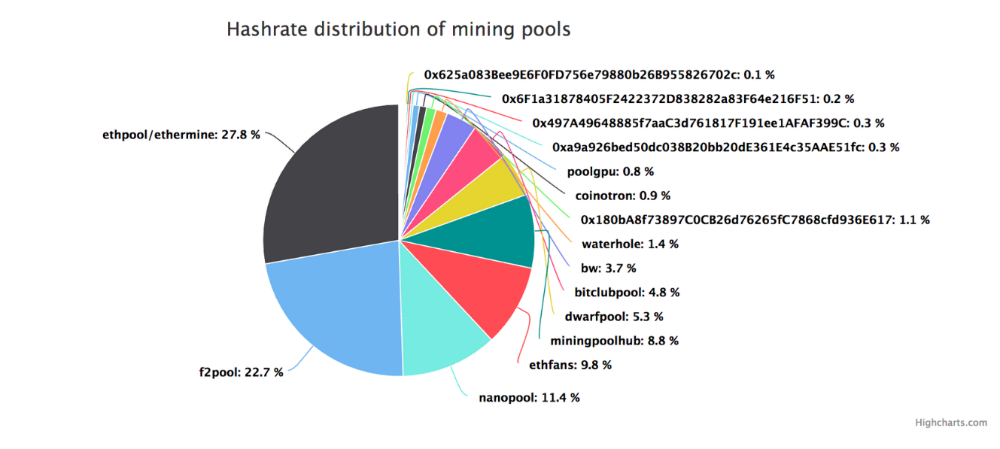 Hashrate distribution of mining pools
0x625a083Bee9E6F0FD756e79880b26B955826702c: 0.1 %
0x6F1a31878405F2422372D838282a83F64e216F51: 0.2 %
0x497A49648885f7aaC3d761817F191ee1AFAF399C: 0.3 %
0xa9a926bed50dc038B20bb20dE361E4c35AAE51fc: 0.3 %
poolgpu: 0.8 %
coinotron: 0.9 %
0x180bA8f73897C0CB26d76265fC7868cfd936E617: 1.1 %
waterhole: 1.4 %
bw: 3.7 %
bitclubpool: 4.8 %
dwarfpool: 5.3 %
miningpoolhub: 8.8 %
ethfans: 9.8 %
nanopool: 11.4 %
f2pool: 22.7 %
ethpool/ethermine: 27.8 %
Highcharts.com